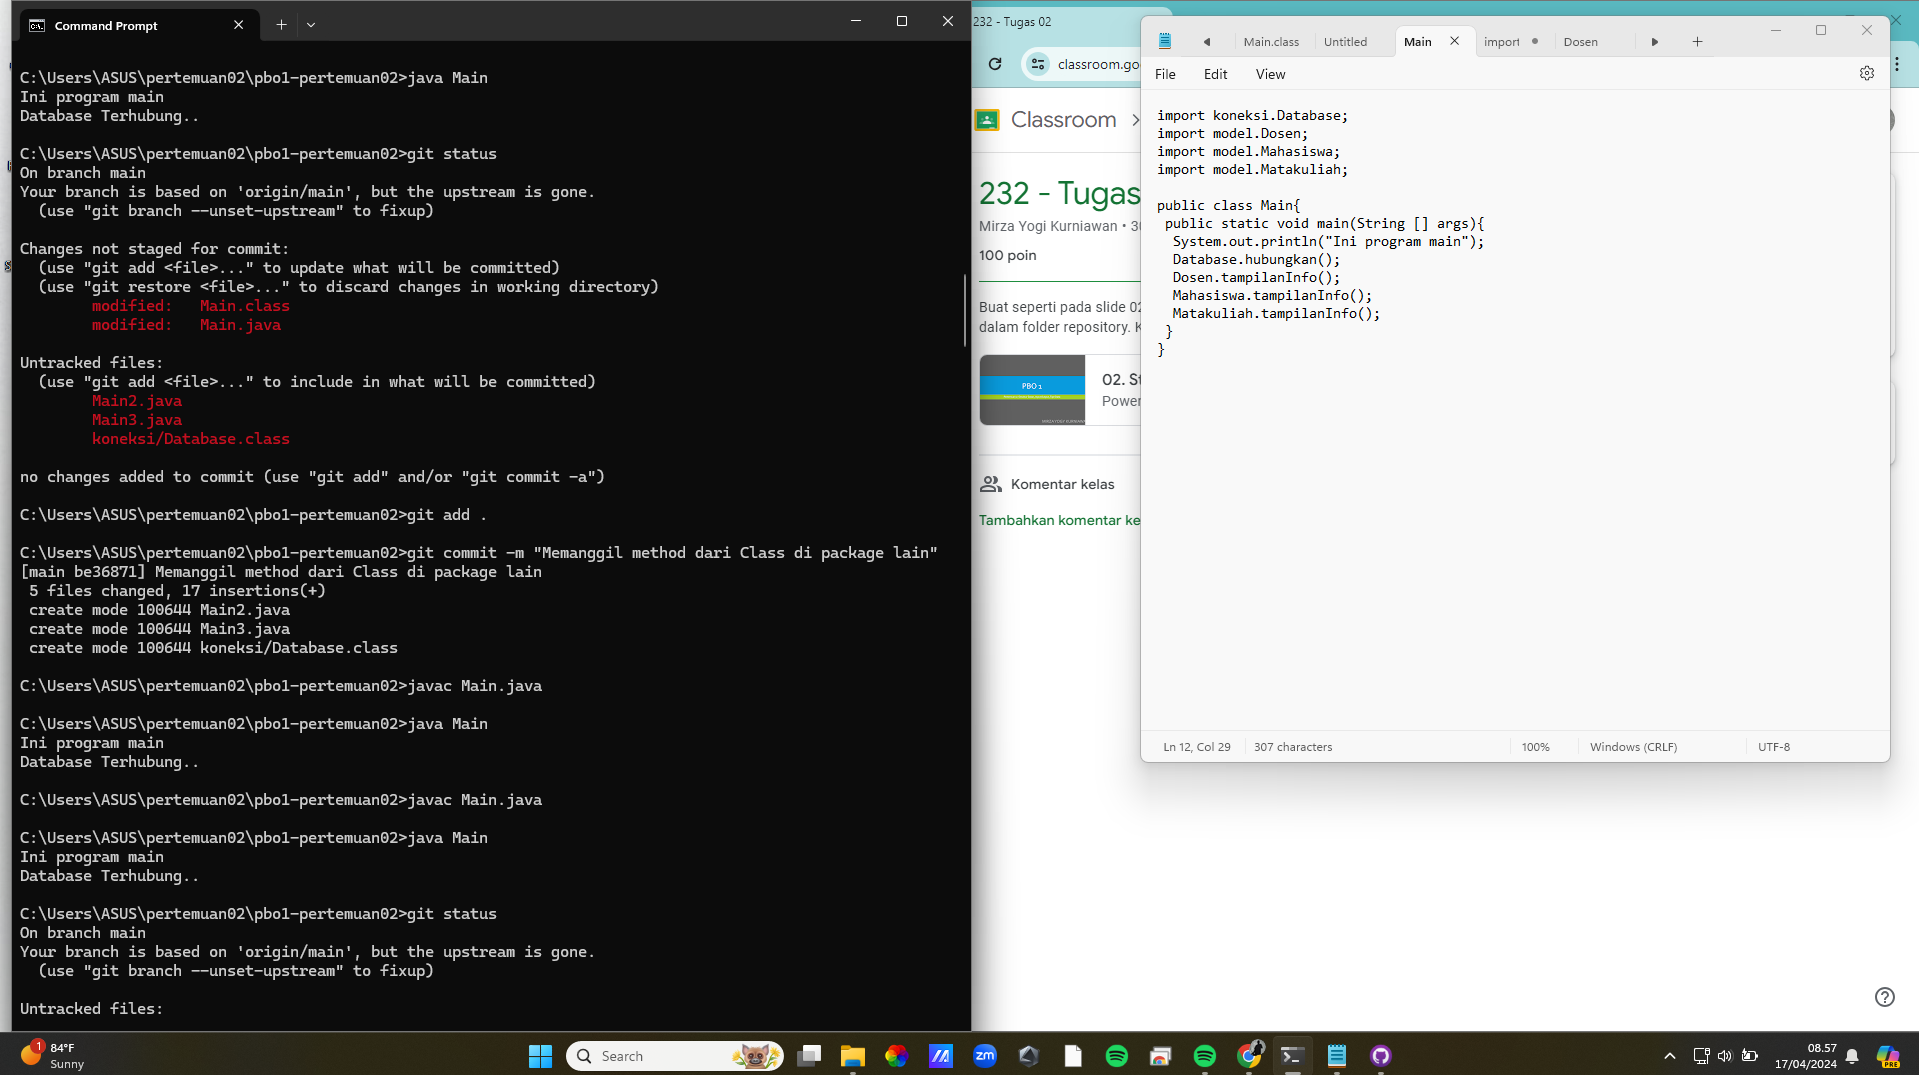 Command Prompt
C:\Users\ASUS\pertemuan02\pbo1-pertemuan02>java Main
Ini program main
Database Terhubung..
C:\Users\ASUS\pertemuan02\pbo1-pertemuan02>git status
On branch main
Your branch is based on 'origin/main', but the upstream is gone.
(use "git branch --unset-upstream" to fixup)
Changes not staged for commit:
(use "git add <file>..." to update what will be committed)
(use "git restore <file>..." to discard changes in working directory)
modified: Main.class
modified: Main.java
Untracked files:
(use "git add <file>..." to include in what will be committed)
Main2.java
Main3.java
koneksi/Database.class
no changes added to commit (use "git add" and/or "git commit -a")
C:\Users\ASUS\pertemuan02\pbo1-pertemuan02>git add .
C:\Users\ASUS\pertemuan02\pbo1-pertemuan02>git commit -m "Memanggil method dari Class di package lain"
[main be36871] Memanggil method dari Class di package lain
5 files changed, 17 insertions(+)
create mode 100644 Main2.java
create mode 100644 Main3.java
create mode 100644 koneksi/Database.class
C:\Users\ASUS\pertemuan02\pbo1-pertemuan02>javac Main.java
C:\Users\ASUS\pertemuan02\pbo1-pertemuan02>java Main
Ini program main
Database Terhubung..
C:\Users\ASUS\pertemuan02\pbo1-pertemuan02>javac Main.java
C:\Users\ASUS\pertemuan02\pbo1-pertemuan02>java Main
Ini program main
Database Terhubung..
C:\Users\ASUS\pertemuan02\pbo1-pertemuan02>git status
On branch main
Your branch is based on 'origin/main', but the upstream is gone.
(use "git branch --unset-upstream" to fixup)
Untracked files:
232 - Tugas 02
classroom.go
Classroom
232 - Tugas
Mirza Yogi Kurniawan • 30
100 poin
Buat seperti pada slide 02
dalam folder repository. K
PBO 1
02. St
Power
Komentar kelas
Tambahkan komentar ke
Main.class
Untitled
Main
import
Dosen
File
Edit
View
import koneksi.Database;
import model.Dosen;
import model.Mahasiswa;
import model.Matakuliah;
public class Main{
public static void main(String [] args){
System.out.println("Ini program main");
Database.hubungkan();
Dosen.tampilanInfo();
Mahasiswa.tampilanInfo();
Matakuliah.tampilanInfo();
}
}
Ln 12, Col 29
307 characters
100%
Windows (CRLF)
UTF-8
1
84°F
Sunny
Search
zm
08.57
17/04/2024
PRE